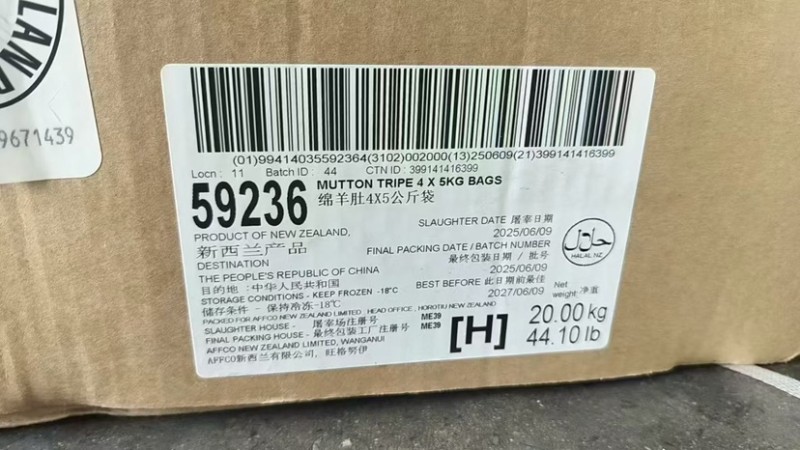 LANA
9671439
(01)99414035592364(3102)002000(13)250609(21)399141416399
Locn : 11 Batch ID : 44 CTN ID : 399141416399
59236 MUTTON TRIPE 4 X 5KG BAGS
绵羊肚4X5公斤袋
PRODUCT OF NEW ZEALAND,
新西兰产品
DESTINATION
THE PEOPLE'S REPUBLIC OF CHINA
目的地 :中华人民共和国
STORAGE CONDITIONS - KEEP FROZEN -18°C
储存条件 - 保持冷冻-18℃
SLAUGHTER DATE 屠宰日期
2025/06/09
FINAL PACKING DATE / BATCH NUMBER
最终包装日期 / 批号
2025/06/09
BEST BEFORE 此日期前最佳
2027/06/09
حلال
HALAL NZ
Net
weight 净重
20.00 kg
44.10 lb
[H]
PACKED FOR AFFCO NEW ZEALAND LIMITED, HEAD OFFICE, HOROTIU NEW ZEALAND
SLAUGHTER HOUSE - 屠宰场注册号 ME39
FINAL PACKING HOUSE - 最终包装工厂注册号 ME39
AFFCO NEW ZEALAND LIMITED, WANGANUI
AFFCO新西兰有限公司, 旺格努伊